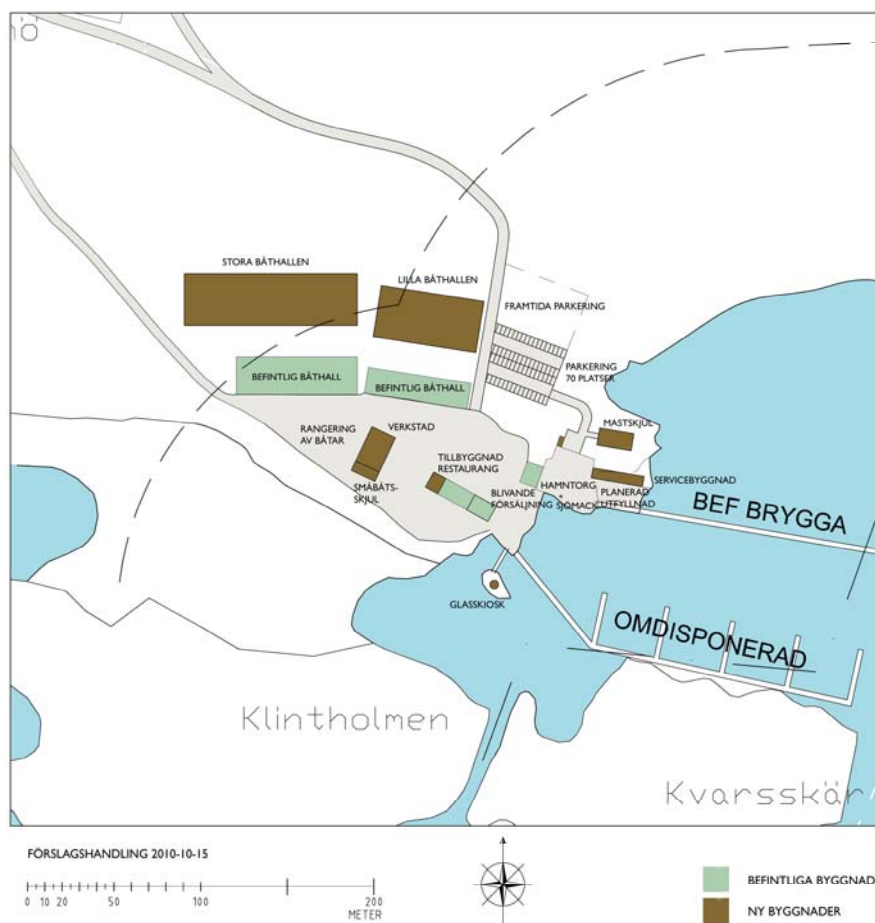 ö
STORA BÅTHALLEN
LILLA BÅTHALLEN
FRAMTIDA PARKERING
PARKERING
70 PLATSER
BEFINTLIG BÅTHALL
BEFINTLIG BÅTHALL
MASTSKJUL
RANGERING
AV BÅTAR
VERKSTAD
TILLBYGGNAD
RESTAURANG
SMÅBÅTS-
SKJUL
BLIVANDE
FÖRSÄLJNING
HAMNTORG
SJÖMACK
PLANERAD
UTFYLLNAD
SERVICEBYGGNAD
BEF BRYGGA
GLASSKIOSK
OMDISPONERAD
Klintholmen
Kvarsskär
FÖRSLAGSHANDLING 2010-10-15
0 10 20 50 100 200
METER
BEFINTLIGA BYGGNAD
NY BYGGNADER